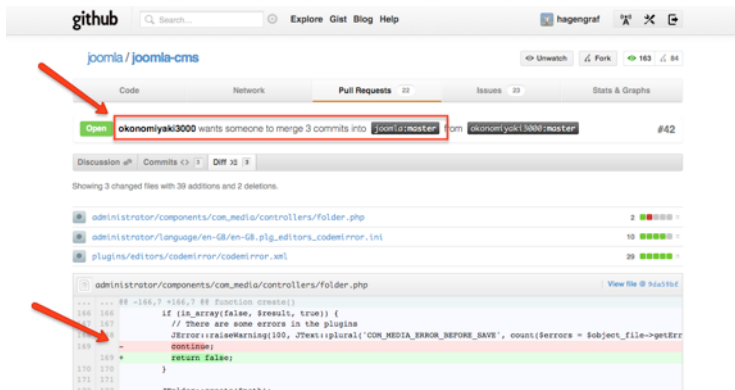 github Search... Explore Gist Blog Help hagengraf
joomla / joomla-cms Unwatch Fork 163 84
Code Network Pull Requests 22 Issues 23 Stats & Graphs
Open okonomiyaki3000 wants someone to merge 3 commits into joomla:master from okonomiyaki3000:master #42
Discussion Commits 3 Diff 3
Showing 3 changed files with 39 additions and 2 deletions.
administrator/components/com_media/controllers/folder.php 2
administrator/language/en-GB/en-GB.plg_editors_codemirror.ini 10
plugins/editors/codemirror/codemirror.xml 29
administrator/components/com_media/controllers/folder.php View file @
... ... @@ -166,7 +166,7 @@ function create()
166 166 if (in_array(false, $result, true)) {
167 167 // There are some errors in the plugins
168 JError::raiseWarning(100, JText::plural('COM_MEDIA_ERROR_BEFORE_SAVE', count($errors = $object_file->getErr
169 - continue;
169 + return false;
170 170 }
171 171